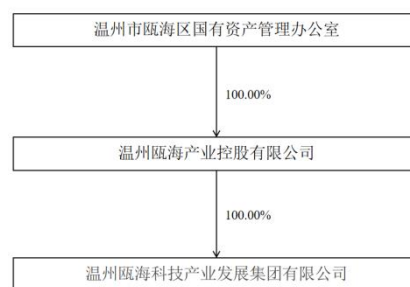 温州市瓯海区国有资产管理办公室
100.00%
温州瓯海产业控股有限公司
100.00%
温州瓯海科技产业发展集团有限公司